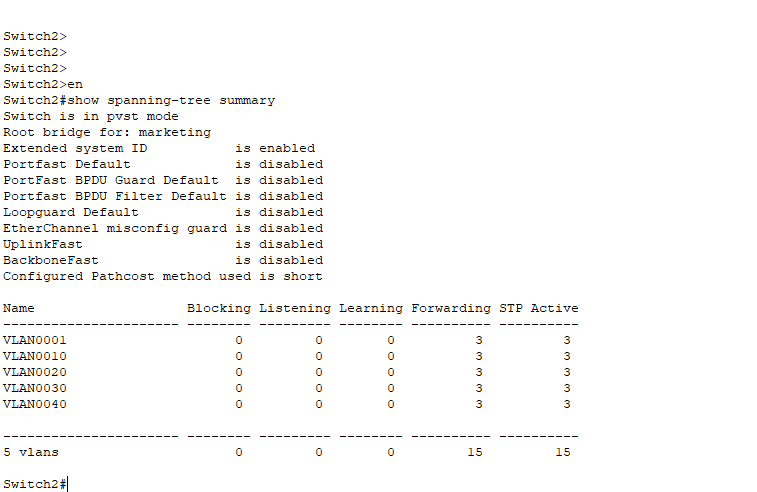 Switch2>
Switch2>
Switch2>
Switch2>en
Switch2#show spanning-tree summary
Switch is in pvst mode
Root bridge for: marketing
Extended system ID           is enabled
Portfast Default             is disabled
PortFast BPDU Guard Default  is disabled
Portfast BPDU Filter Default is disabled
Loopguard Default            is disabled
EtherChannel misconfig guard is disabled
UplinkFast                   is disabled
BackboneFast                 is disabled
Configured Pathcost method used is short
Name                   Blocking Listening Learning Forwarding STP Active
---------------------- -------- --------- -------- ---------- ----------
VLAN0001                     0         0        0          3          3
VLAN0010                     0         0        0          3          3
VLAN0020                     0         0        0          3          3
VLAN0030                     0         0        0          3          3
VLAN0040                     0         0        0          3          3
---------------------- -------- --------- -------- ---------- ----------
5 vlans                      0         0        0         15         15
Switch2#